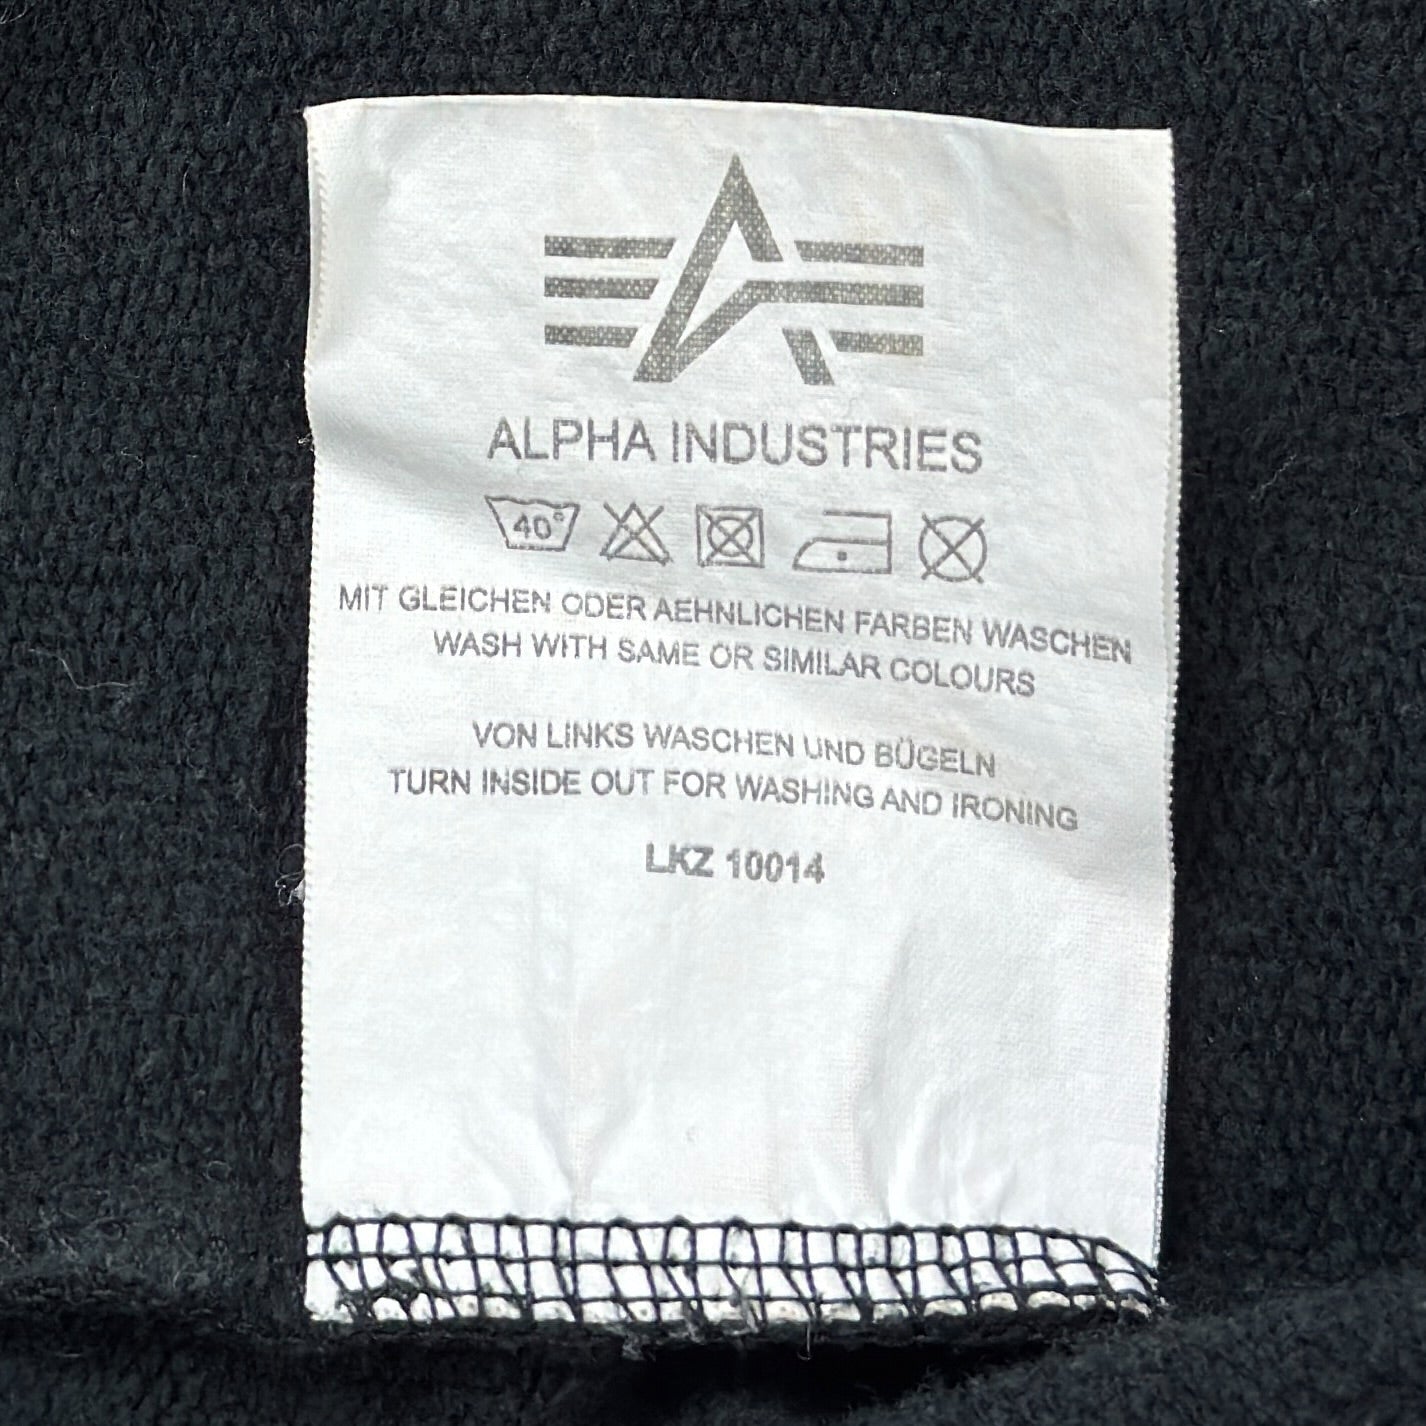 ALPHA INDUSTRIES
40°
MIT GLEICHEN ODER AEHNLICHEN FARBEN WASCHEN
WASH WITH SAME OR SIMILAR COLOURS
VON LINKS WASCHEN UND BÜGELN
TURN INSIDE OUT FOR WASHING AND IRONING
LKZ 10014